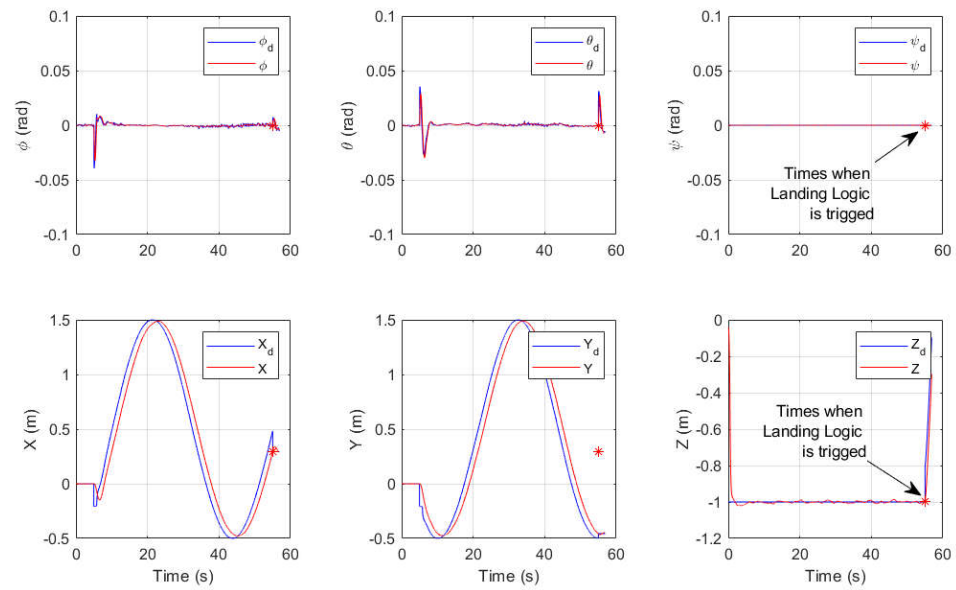 0.1
0.05
0
-0.05
-0.1
ϕ (rad)
ϕd
ϕ
0 20 40 60
0.1
0.05
0
-0.05
-0.1
θ (rad)
θd
θ
0 20 40 60
0.1
0.05
0
-0.05
-0.1
ψ (rad)
ψd
ψ
Times when
Landing Logic
is trigged
0 20 40 60
1.5
1
0.5
0
-0.5
X (m)
Xd
X
0 20 40 60
Time (s)
1.5
1
0.5
0
-0.5
Y (m)
Yd
Y
0 20 40 60
Time (s)
0
-0.2
-0.4
-0.6
-0.8
-1
-1.2
Z (m)
Zd
Z
Times when
Landing Logic
is trigged
0 20 40 60
Time (s)